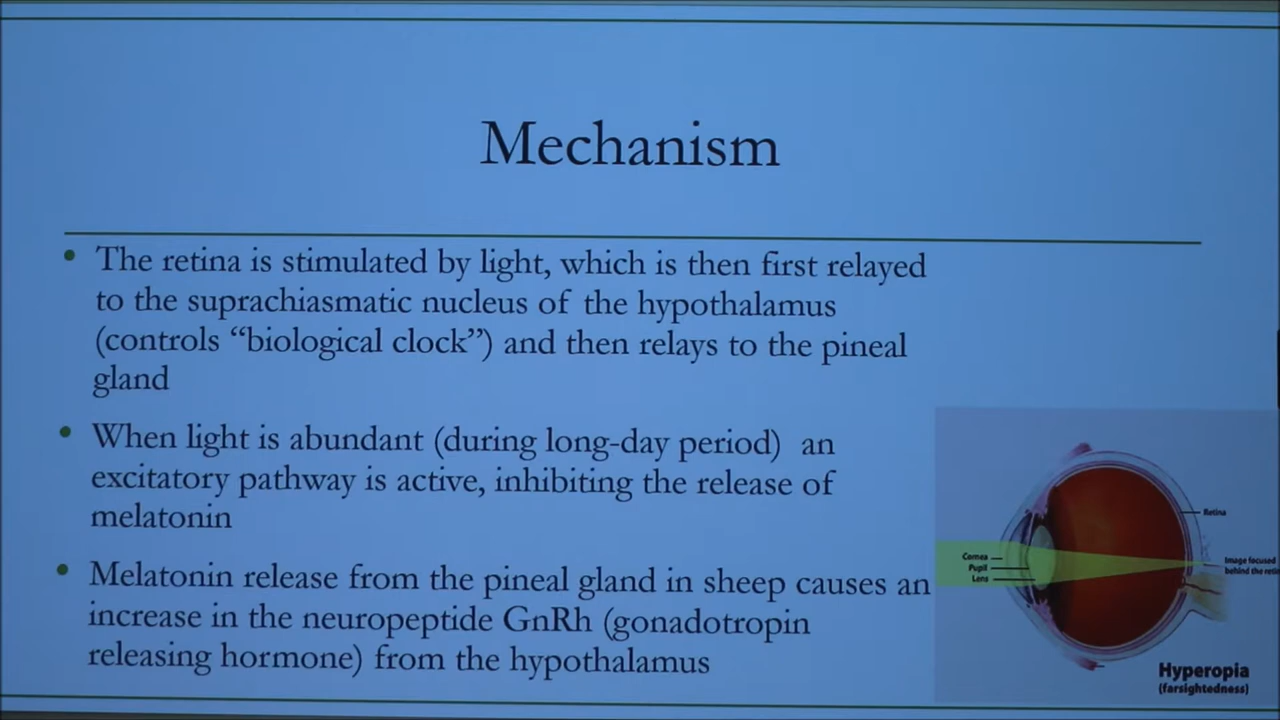 Mechanism
• The retina is stimulated by light, which is then first relayed
to the suprachiasmatic nucleus of the hypothalamus
(controls “biological clock”) and then relays to the pineal
gland
• When light is abundant (during long-day period) an
excitatory pathway is active, inhibiting the release of
melatonin
• Melatonin release from the pineal gland in sheep causes an
increase in the neuropeptide GnRh (gonadotropin
releasing hormone) from the hypothalamus
Retina
Cornea
Pupil
Lens
Image focused
behind the
Hyperopia
(farsightedness)